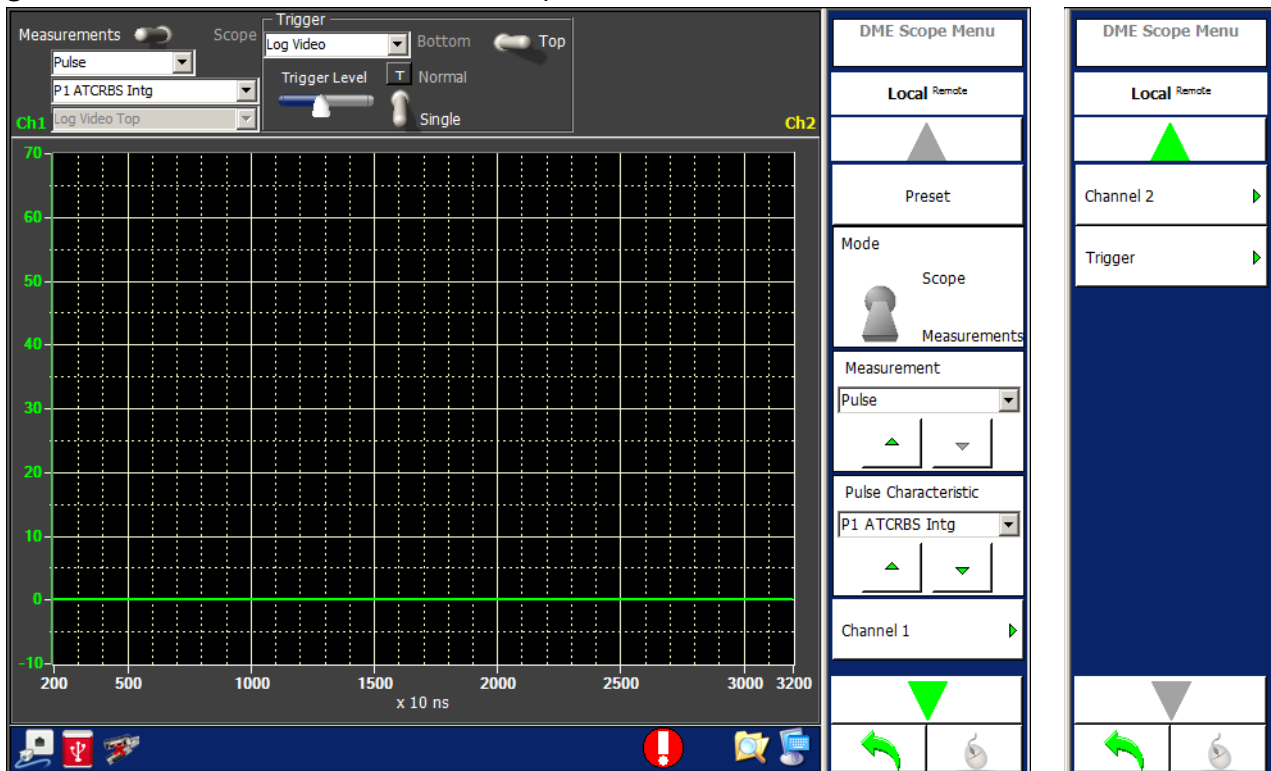 Measurements Scope
Pulse
P1 ATCRBS Intg
Log Video Top
Ch1
Trigger
Log Video
Bottom Top
Trigger Level
T Normal
Single
Ch2
70
60
50
40
30
20
10
0
-10
200 500 1000 1500 2000 2500 3000 3200
x 10 ns
DME Scope Menu
Local Remote
Preset
Mode
Scope
Measurements
Measurement
Pulse
Pulse Characteristic
P1 ATCRBS Intg
Channel 1
DME Scope Menu
Local Remote
Channel 2
Trigger